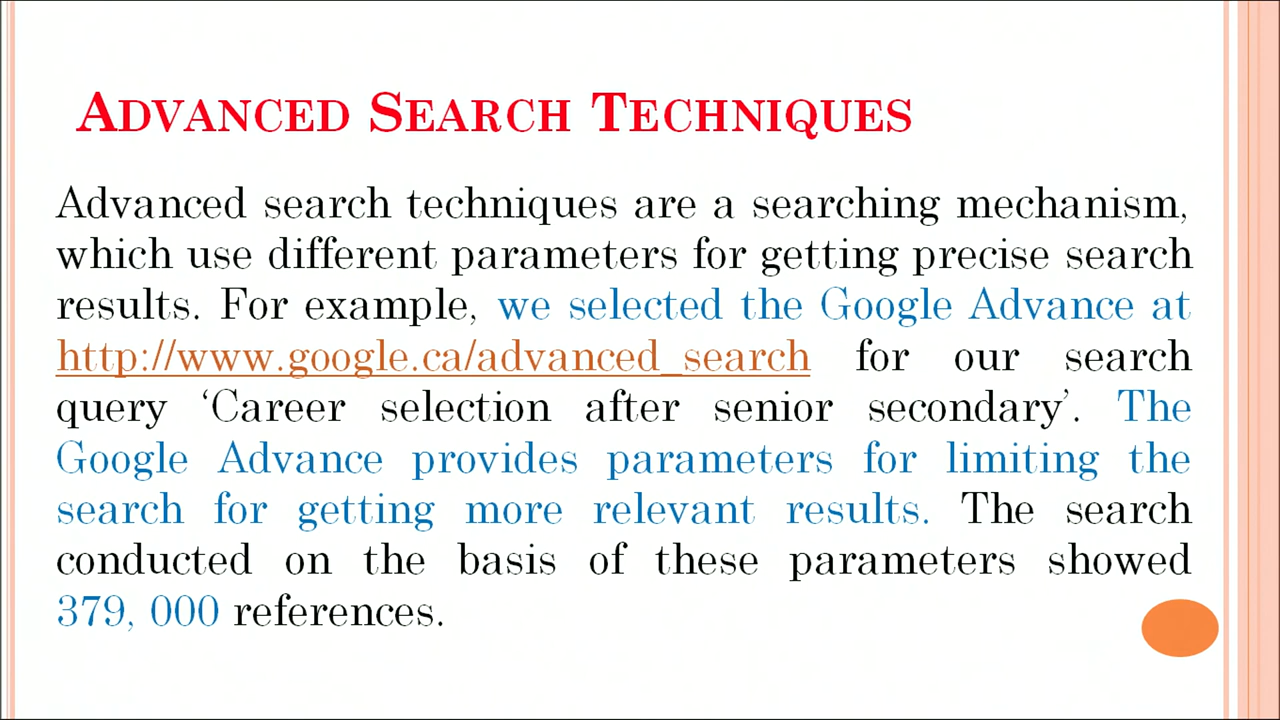 ADVANCED SEARCH TECHNIQUES
Advanced search techniques are a searching mechanism,
which use different parameters for getting precise search
results. For example, we selected the Google Advance at
http://www.google.ca/advanced_search for our search
query ‘Career selection after senior secondary’. The
Google Advance provides parameters for limiting the
search for getting more relevant results. The search
conducted on the basis of these parameters showed
379, 000 references.